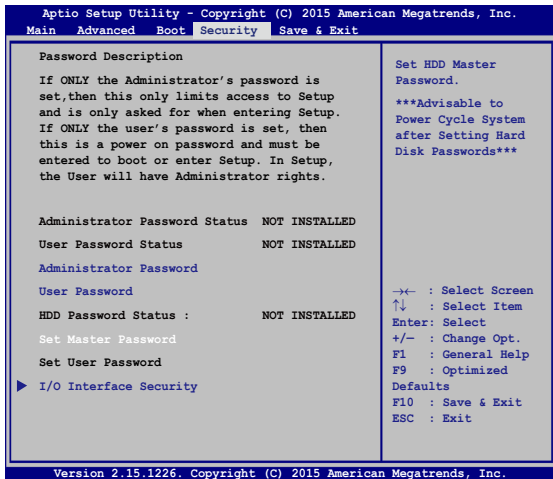 Aptio Setup Utility - Copyright (C) 2015 American Megatrends, Inc.
Main Advanced Boot Security Save & Exit
Password Description
If ONLY the Administrator's password is
set,then this only limits access to Setup
and is only asked for when entering Setup.
If ONLY the user's password is set, then
this is a power on password and must be
entered to boot or enter Setup. In Setup,
the User will have Administrator rights.
Administrator Password Status NOT INSTALLED
User Password Status NOT INSTALLED
Administrator Password
User Password
HDD Password Status : NOT INSTALLED
Set Master Password
Set User Password
I/O Interface Security
Set HDD Master
Password.
***Advisable to
Power Cycle System
after Setting Hard
Disk Passwords***
→← : Select Screen
↑↓ : Select Item
Enter: Select
+/— : Change Opt.
F1 : General Help
F9 : Optimized
Defaults
F10 : Save & Exit
ESC : Exit
Version 2.15.1226. Copyright (C) 2015 American Megatrends, Inc.